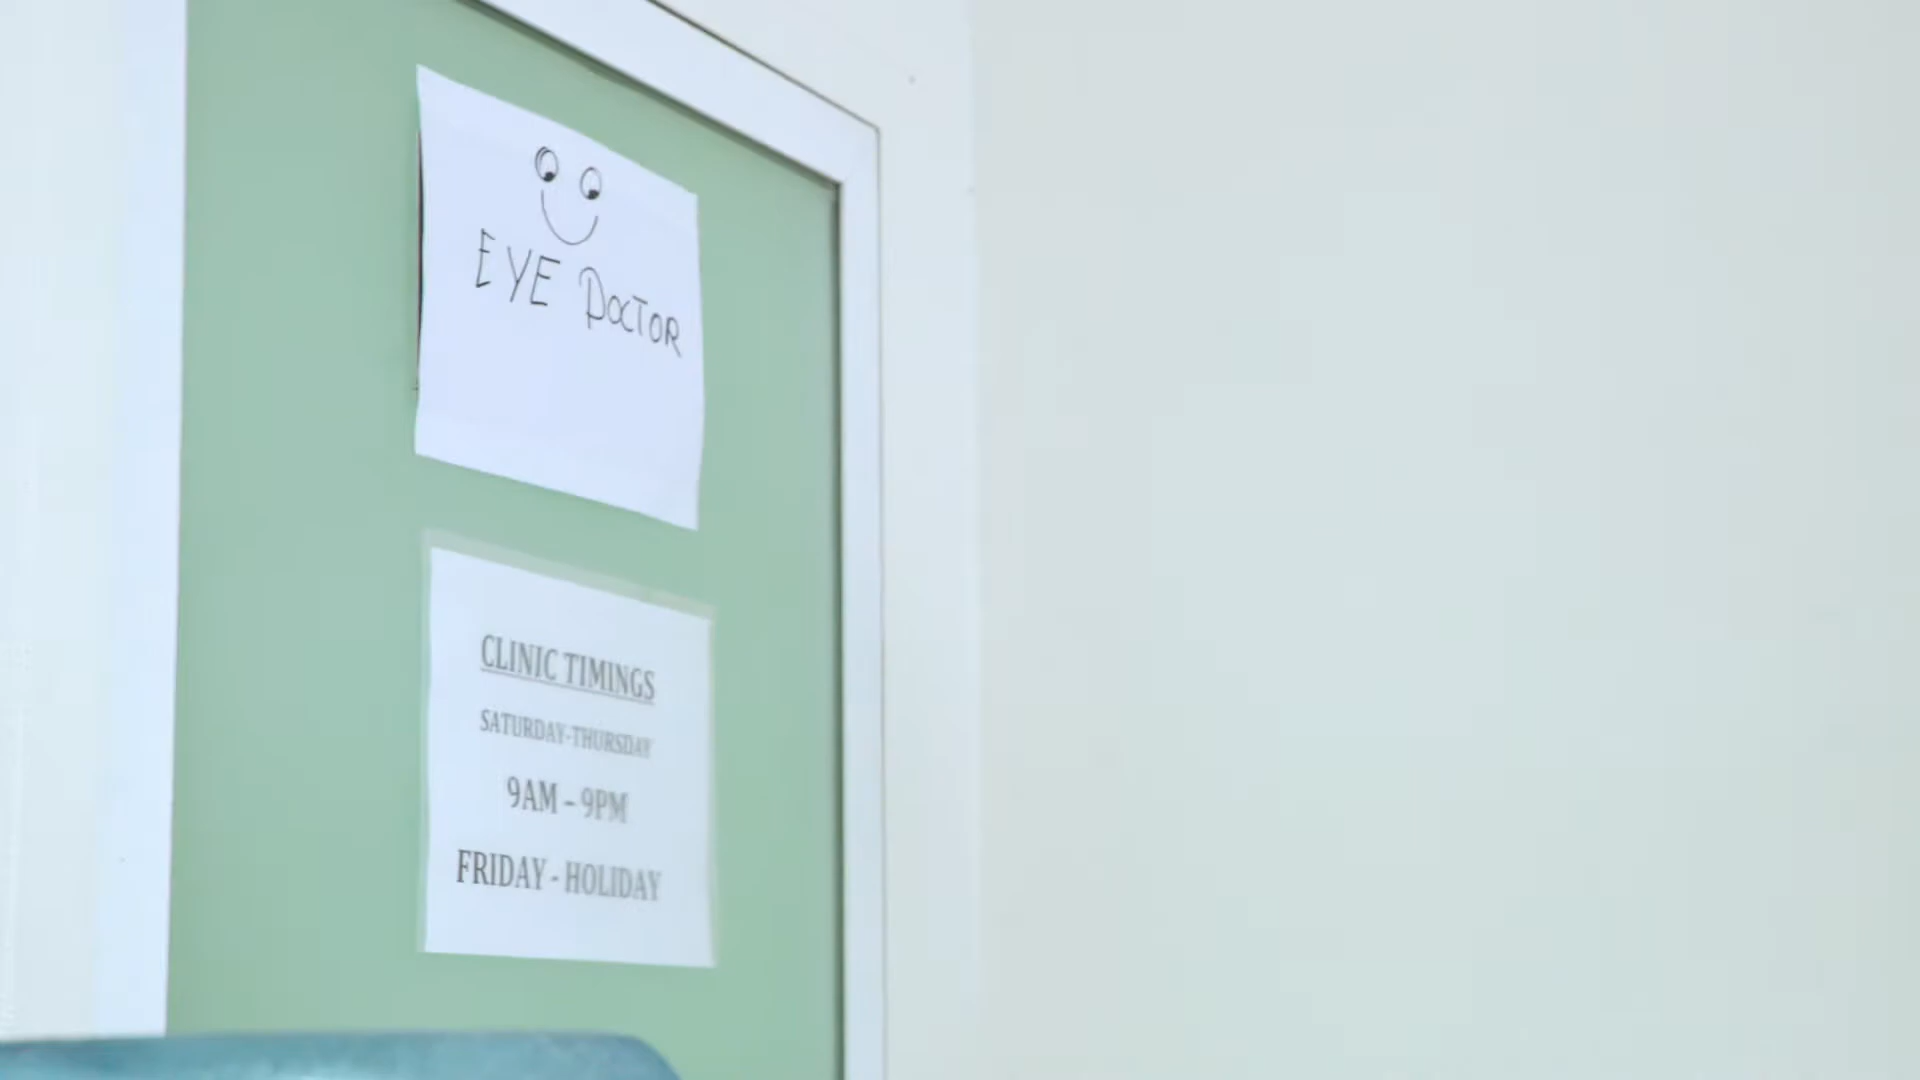 EYE DOCTOR
CLINIC TIMINGS
SATURDAY-THURSDAY
9AM – 9PM
FRIDAY - HOLIDAY